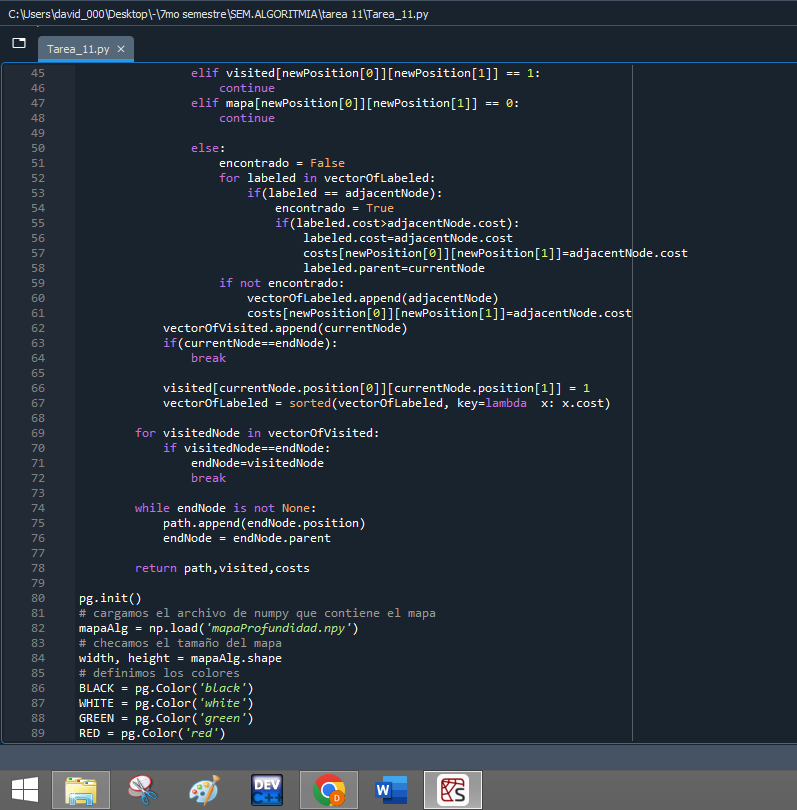 C:\Users\david_000\Desktop\-\7mo semestre\SEM.ALGORITMIA\tarea 11\Tarea_11.py
Tarea_11.py ×
45 elif visited[newPosition[0]][newPosition[1]] == 1:
46 continue
47 elif mapa[newPosition[0]][newPosition[1]] == 0:
48 continue
49
50 else:
51 encontrado = False
52 for labeled in vectorOfLabeled:
53 if(labeled == adjacentNode):
54 encontrado = True
55 if(labeled.cost>adjacentNode.cost):
56 labeled.cost=adjacentNode.cost
57 costs[newPosition[0]][newPosition[1]]=adjacentNode.cost
58 labeled.parent=currentNode
59 if not encontrado:
60 vectorOfLabeled.append(adjacentNode)
61 costs[newPosition[0]][newPosition[1]]=adjacentNode.cost
62 vectorOfVisited.append(currentNode)
63 if(currentNode==endNode):
64 break
65
66 visited[currentNode.position[0]][currentNode.position[1]] = 1
67 vectorOfLabeled = sorted(vectorOfLabeled, key=lambda  x: x.cost)
68
69 for visitedNode in vectorOfVisited:
70 if visitedNode==endNode:
71 endNode=visitedNode
72 break
73
74 while endNode is not None:
75 path.append(endNode.position)
76 endNode = endNode.parent
77
78 return path,visited,costs
79
80 pg.init()
81 # cargamos el archivo de numpy que contiene el mapa
82 mapaAlg = np.load('mapaProfundidad.npy')
83 # checamos el tamaño del mapa
84 width, height = mapaAlg.shape
85 # definimos los colores
86 BLACK = pg.Color('black')
87 WHITE = pg.Color('white')
88 GREEN = pg.Color('green')
89 RED = pg.Color('red')
DEV
C++
D
W
S